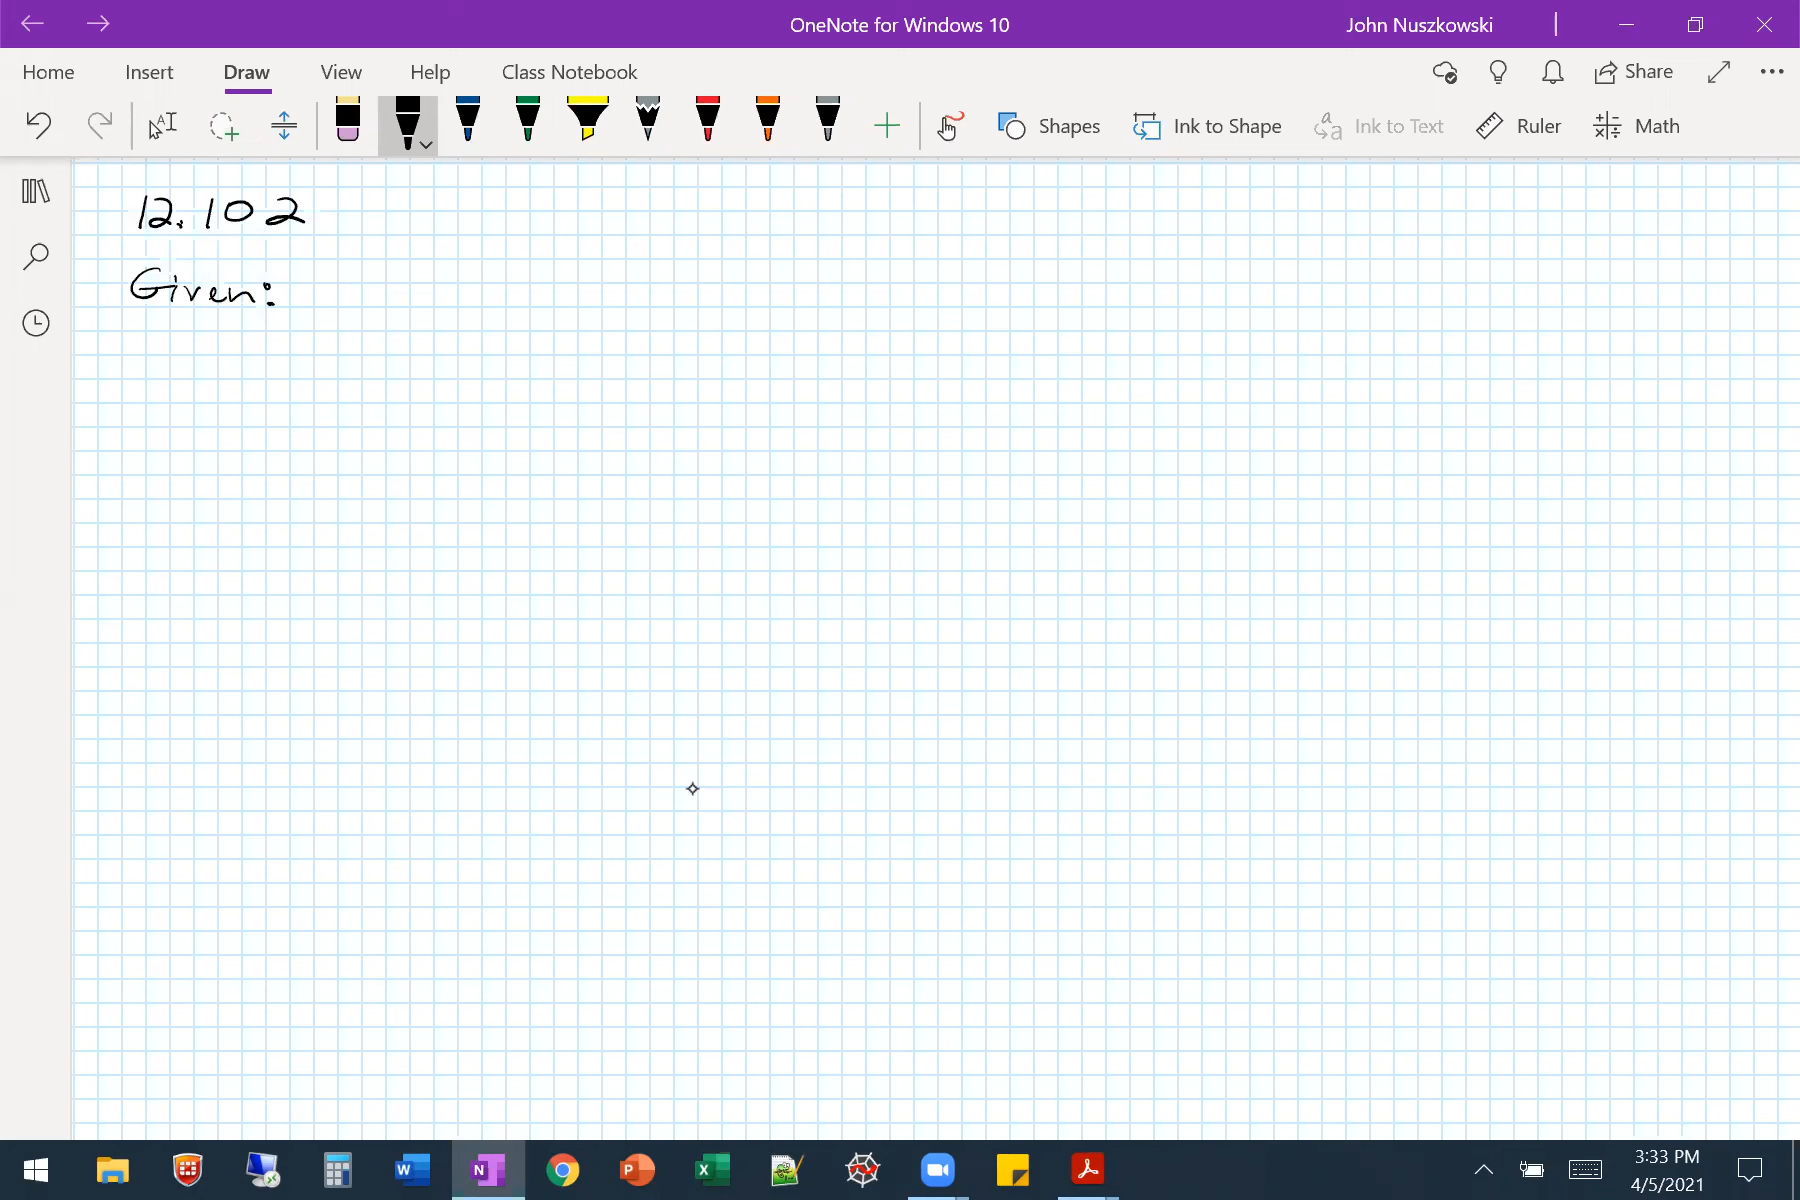 OneNote for Windows 10
John Nuszkowski
Home Insert Draw View Help Class Notebook Share
Shapes Ink to Shape Ink to Text Ruler Math
12.102
Given:
3:33 PM
4/5/2021